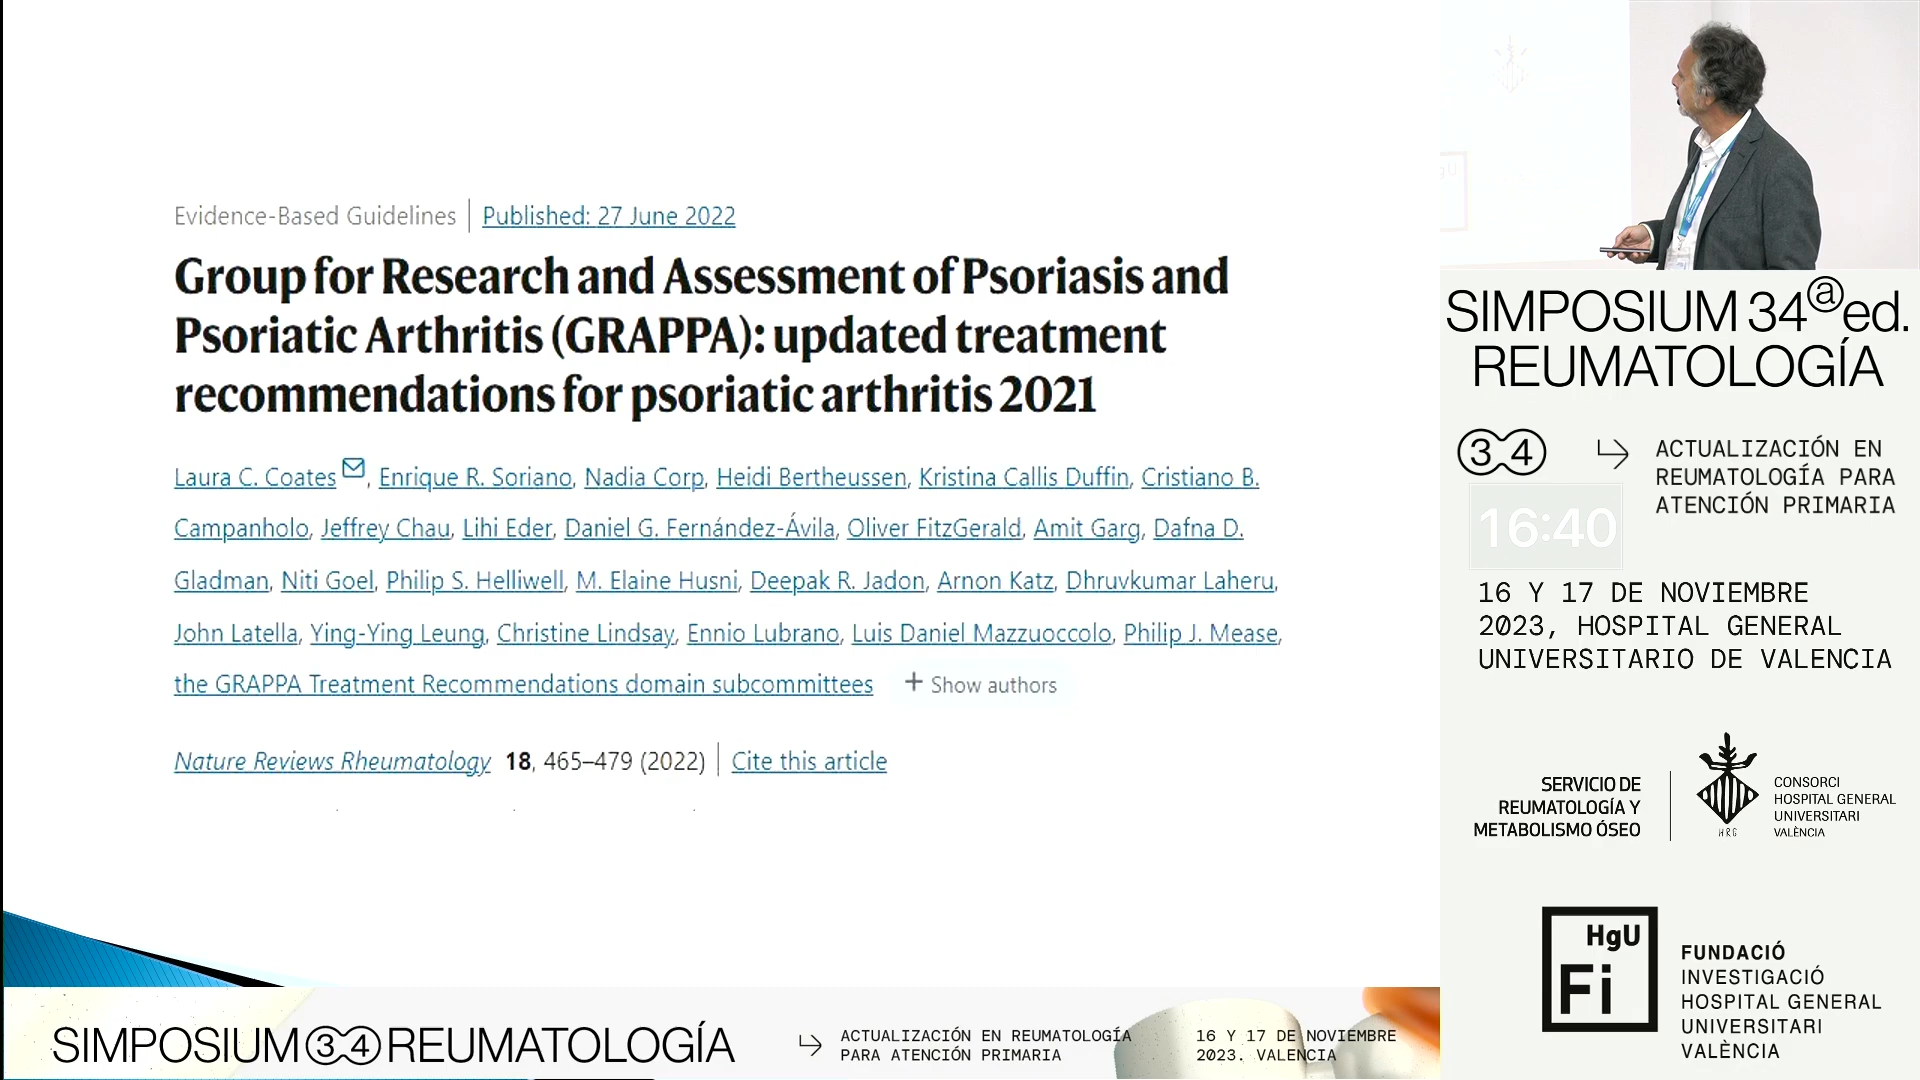 Evidence-Based Guidelines | Published: 27 June 2022
Group for Research and Assessment of Psoriasis and
Psoriatic Arthritis (GRAPPA): updated treatment
recommendations for psoriatic arthritis 2021
Laura C. Coates, Enrique R. Soriano, Nadia Corp, Heidi Bertheussen, Kristina Callis Duffin, Cristiano B.
Campanholo, Jeffrey Chau, Lihi Eder, Daniel G. Fernández-Ávila, Oliver FitzGerald, Amit Garg, Dafna D.
Gladman, Niti Goel, Philip S. Helliwell, M. Elaine Husni, Deepak R. Jadon, Arnon Katz, Dhruvkumar Laheru,
John Latella, Ying-Ying Leung, Christine Lindsay, Ennio Lubrano, Luis Daniel Mazzuoccolo, Philip J. Mease,
the GRAPPA Treatment Recommendations domain subcommittees + Show authors
Nature Reviews Rheumatology 18, 465–479 (2022) | Cite this article
SIMPOSIUM 34 REUMATOLOGÍA
ACTUALIZACIÓN EN REUMATOLOGÍA
PARA ATENCIÓN PRIMARIA
16 Y 17 DE NOVIEMBRE
2023. VALENCIA
SIMPOSIUM 34ⓐed.
REUMATOLOGÍA
34
ACTUALIZACIÓN EN
REUMATOLOGÍA PARA
ATENCIÓN PRIMARIA
16:40
16 Y 17 DE NOVIEMBRE
2023, HOSPITAL GENERAL
UNIVERSITARIO DE VALENCIA
SERVICIO DE
REUMATOLOGÍA Y
METABOLISMO ÓSEO
HRG
CONSORCI
HOSPITAL GENERAL
UNIVERSITARI
VALÈNCIA
HgU
Fi
FUNDACIÓ
INVESTIGACIÓ
HOSPITAL GENERAL
UNIVERSITARI
VALÈNCIA